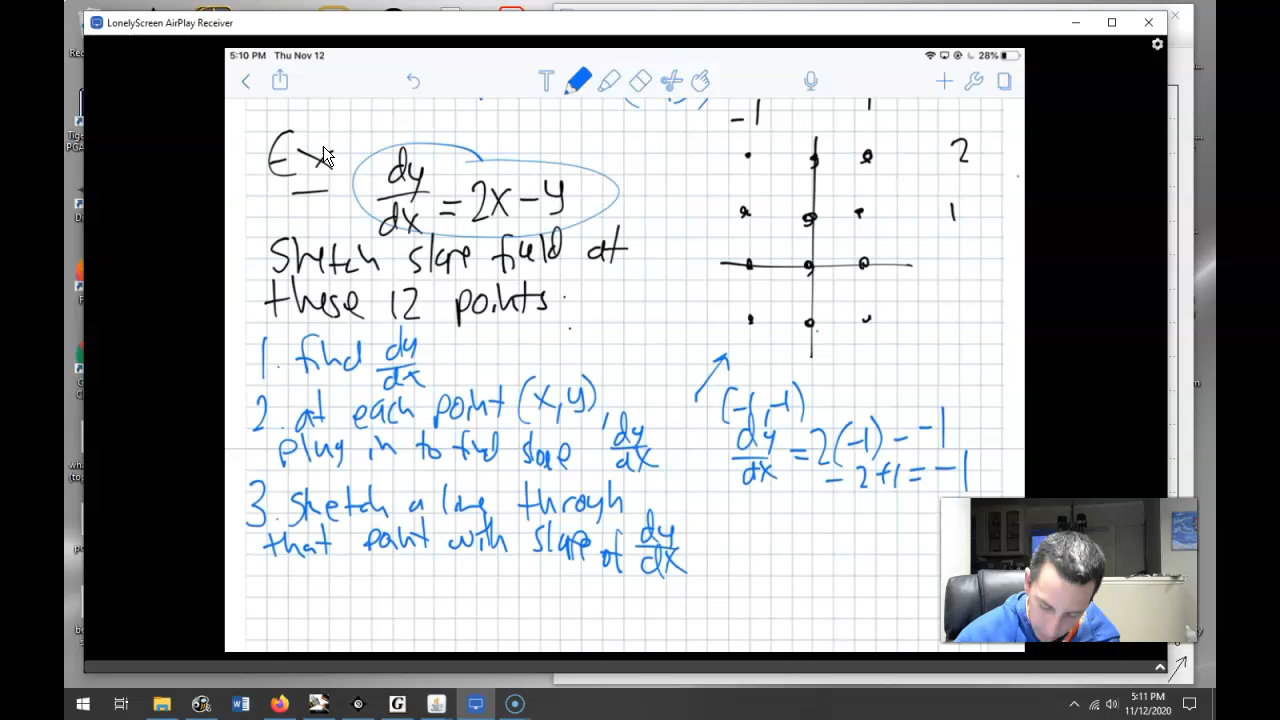 LonelyScreen AirPlay Receiver
5:10 PM Thu Nov 12
28%
-1 1
Ex
dy/dx = 2x - y
2
1
Sketch slope field at
these 12 points.
1. find dy/dx
2. at each point (x, y),
plug in to find slope dy/dx
3. Sketch a line through
that point with slope of dy/dx
(-1, -1)
dy/dx = 2(-1) - -1
-2+1 = -1
5:11 PM
11/12/2020